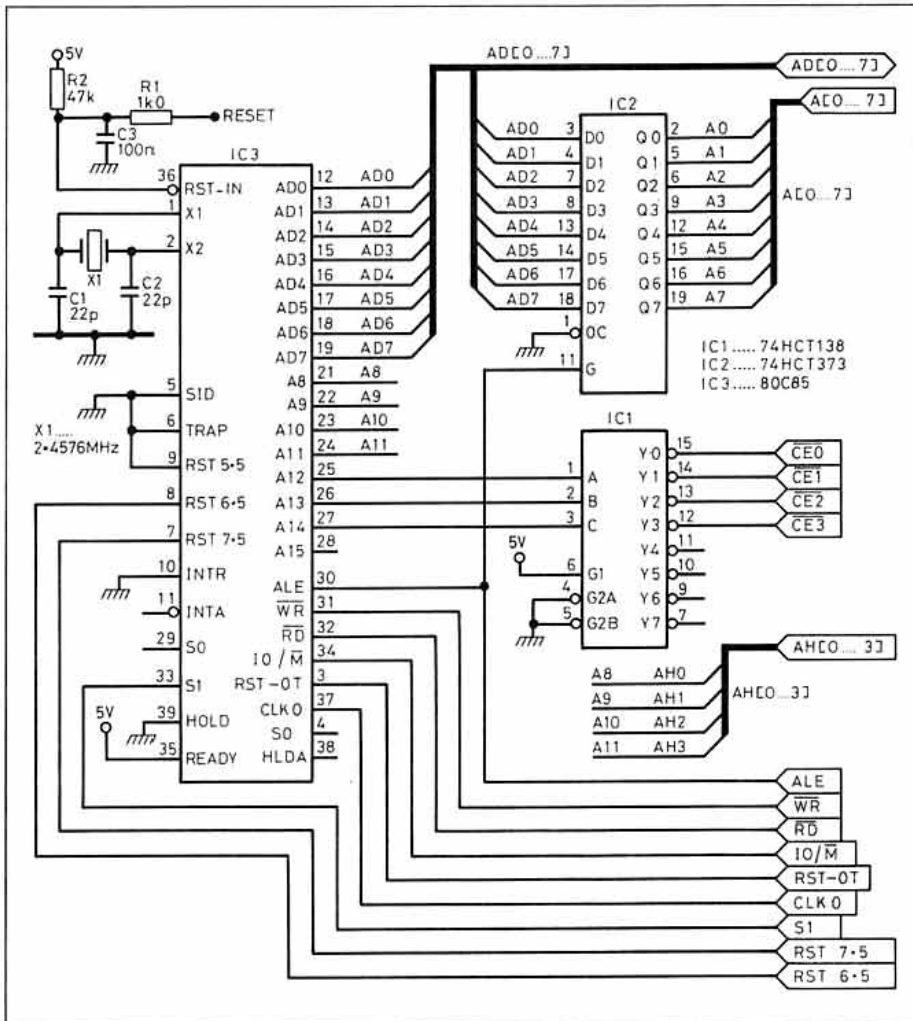 5V
R2
47k
R1
1k0
RESET
C3
100n
X1
C1
22p
C2
22p
X1.....
2•4576MHz
IC3
36
RST-IN
1
X1
2
X2
5
SID
6
TRAP
9
RST 5•5
8
RST 6•5
7
RST 7•5
10
INTR
11
INTA
29
S0
33
S1
39
HOLD
5V
35
READY
AD0 12 AD0
AD1 13 AD1
AD2 14 AD2
AD3 15 AD3
AD4 16 AD4
AD5 17 AD5
AD6 18 AD6
AD7 19 AD7
A8 21 A8
A9 22 A9
A10 23 A10
A11 24 A11
A12 25
A13 26
A14 27
A15 28
ALE 30
WR 31
RD 32
IO/M 34
RST-OT 3
CLK0 37
S0 4
HLDA 38
AD[0....7]
AD[0....7]
A[0....7]
A[0...7]
IC2
AD0 3 D0 Q0 2 A0
AD1 4 D1 Q1 5 A1
AD2 7 D2 Q2 6 A2
AD3 8 D3 Q3 9 A3
AD4 13 D4 Q4 12 A4
AD5 14 D5 Q5 15 A5
AD6 17 D6 Q6 16 A6
AD7 18 D7 Q7 19 A7
1 OC
11 G
IC1..... 74HCT138
IC2..... 74HCT373
IC3..... 80C85
IC1
1 A
2 B
3 C
5V
6 G1
4 G2A
5 G2B
Y0 15 CE0
Y1 14 CE1
Y2 13 CE2
Y3 12 CE3
Y4 11
Y5 10
Y6 9
Y7 7
AH[0.... 3]
A8 AH0
A9 AH1
A10 AH2
A11 AH3
AH[0...3]
ALE
WR
RD
IO/M
RST-OT
CLK0
S1
RST 7•5
RST 6•5